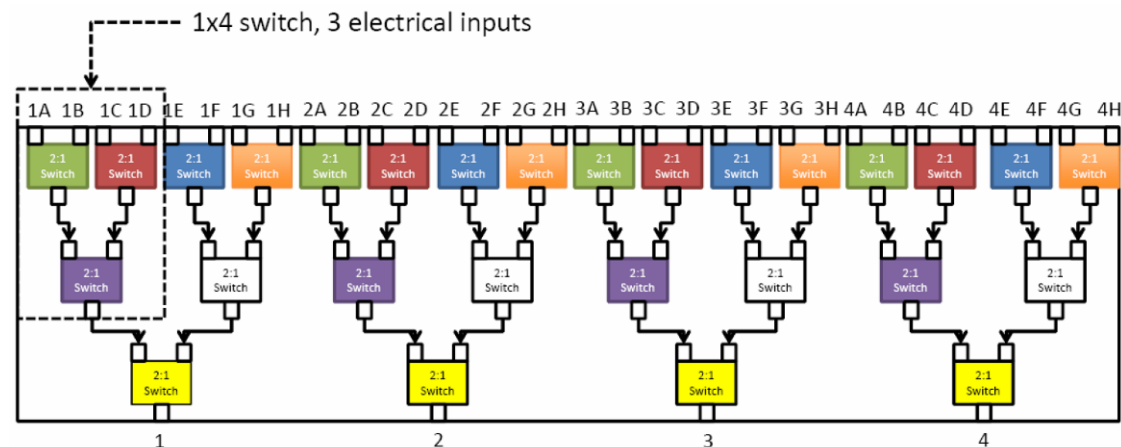 1x4 switch, 3 electrical inputs
1A 1B 1C 1D 1E 1F 1G 1H 2A 2B 2C 2D 2E 2F 2G 2H 3A 3B 3C 3D 3E 3F 3G 3H 4A 4B 4C 4D 4E 4F 4G 4H
2:1 2:1 2:1 2:1 2:1 2:1 2:1 2:1 2:1 2:1 2:1 2:1 2:1 2:1 2:1 2:1
Switch Switch Switch Switch Switch Switch Switch Switch Switch Switch Switch Switch Switch Switch Switch Switch
2:1 2:1 2:1 2:1 2:1 2:1 2:1 2:1
Switch Switch Switch Switch Switch Switch Switch Switch
2:1 2:1 2:1 2:1
Switch Switch Switch Switch
1 2 3 4